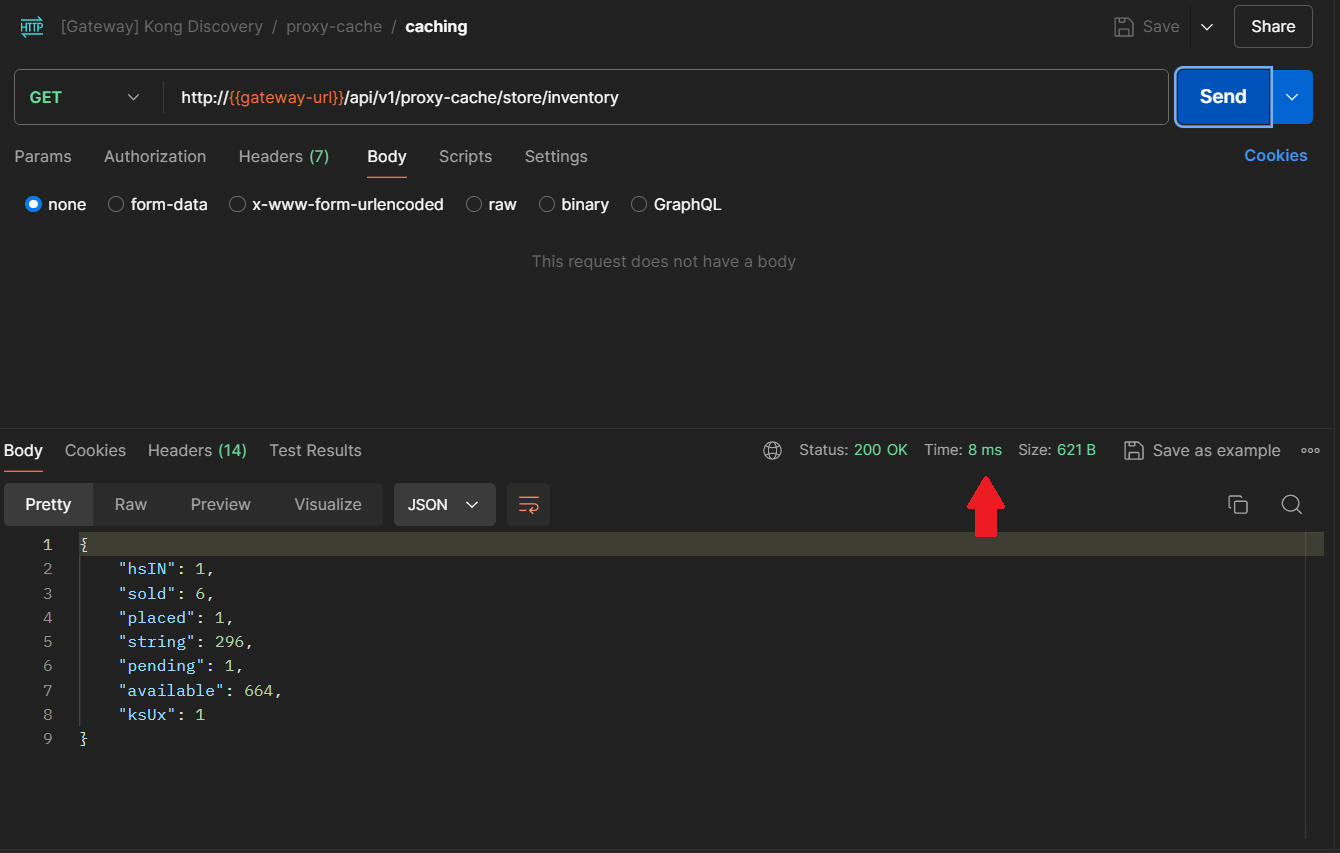 HTTP [Gateway] Kong Discovery / proxy-cache / caching Save Share
GET http://{{gateway-url}}/api/v1/proxy-cache/store/inventory Send
Params Authorization Headers (7) Body Scripts Settings Cookies
none form-data x-www-form-urlencoded raw binary GraphQL
This request does not have a body
Body Cookies Headers (14) Test Results Status: 200 OK Time: 8 ms Size: 621 B Save as example
Pretty Raw Preview Visualize JSON
1 {
2 "hsIN": 1,
3 "sold": 6,
4 "placed": 1,
5 "string": 296,
6 "pending": 1,
7 "available": 664,
8 "ksUx": 1
9 }